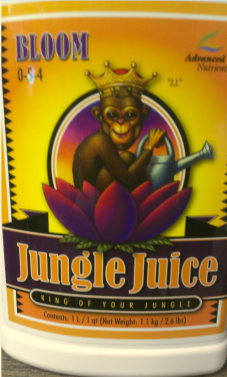 BLOOM
0-5-4
Advanced
Nutrients
"J.J."
Jungle Juice
KING OF YOUR JUNGLE
Contents: 1 L / 1 qt (Net Weight: 1.1 kg / 2.6 lbs)